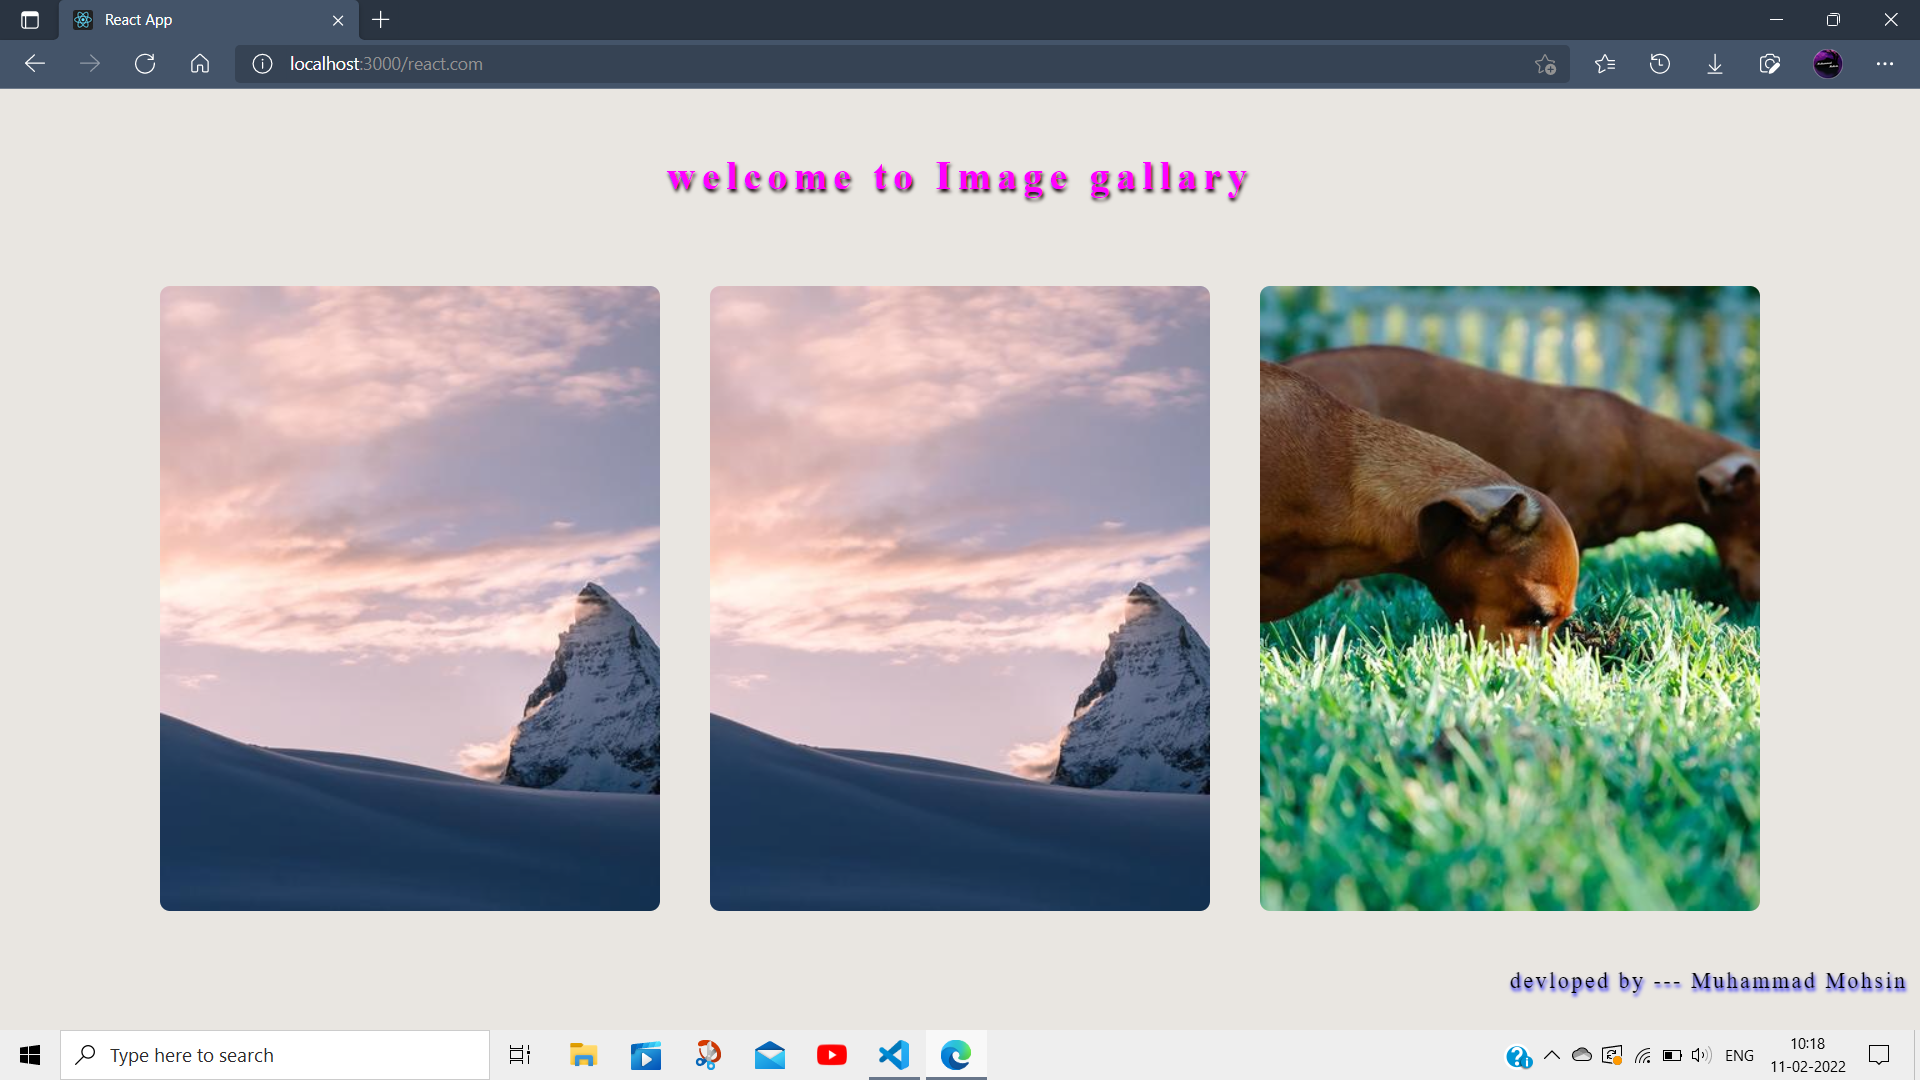 React App
localhost:3000/react.com
welcome to Image gallary
devloped by --- Muhammad Mohsin
Type here to search
ENG
10:18
11-02-2022